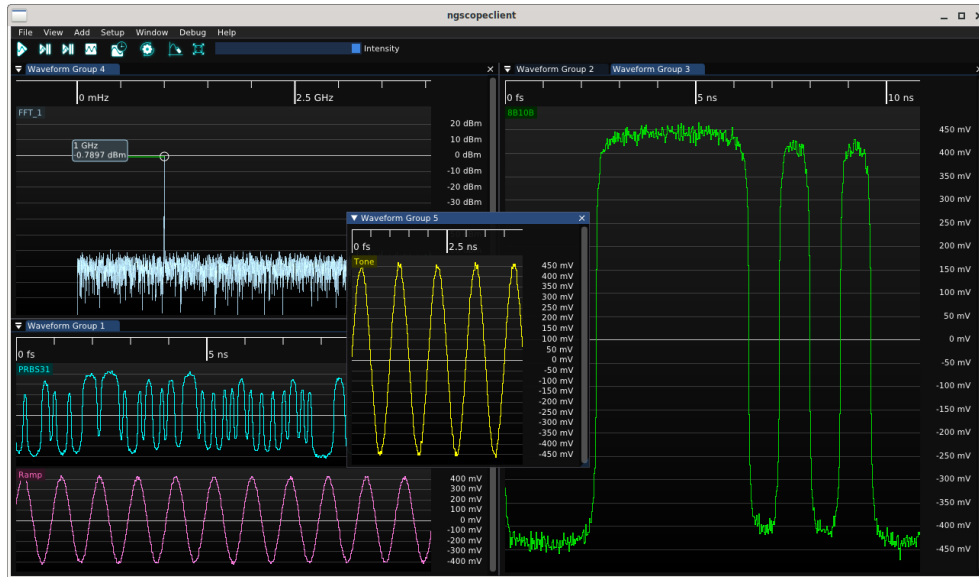 ngscopeclient
File View Add Setup Window Debug Help
Intensity
Waveform Group 4
0 mHz 2.5 GHz
FFT_1
20 dBm
10 dBm
0 dBm
-10 dBm
-20 dBm
-30 dBm
1 GHz
-0.7897 dBm
Waveform Group 1
0 fs 5 ns
PRBS31
Ramp
400 mV
300 mV
200 mV
100 mV
0 mV
-100 mV
-200 mV
-300 mV
-400 mV
Waveform Group 5
0 fs 2.5 ns
Tone
450 mV
400 mV
350 mV
300 mV
250 mV
200 mV
150 mV
100 mV
50 mV
0 mV
-50 mV
-100 mV
-150 mV
-200 mV
-250 mV
-300 mV
-350 mV
-400 mV
-450 mV
Waveform Group 2 Waveform Group 3
0 fs 5 ns 10 ns
8B10B
450 mV
400 mV
350 mV
300 mV
250 mV
200 mV
150 mV
100 mV
50 mV
0 mV
-50 mV
-100 mV
-150 mV
-200 mV
-250 mV
-300 mV
-350 mV
-400 mV
-450 mV